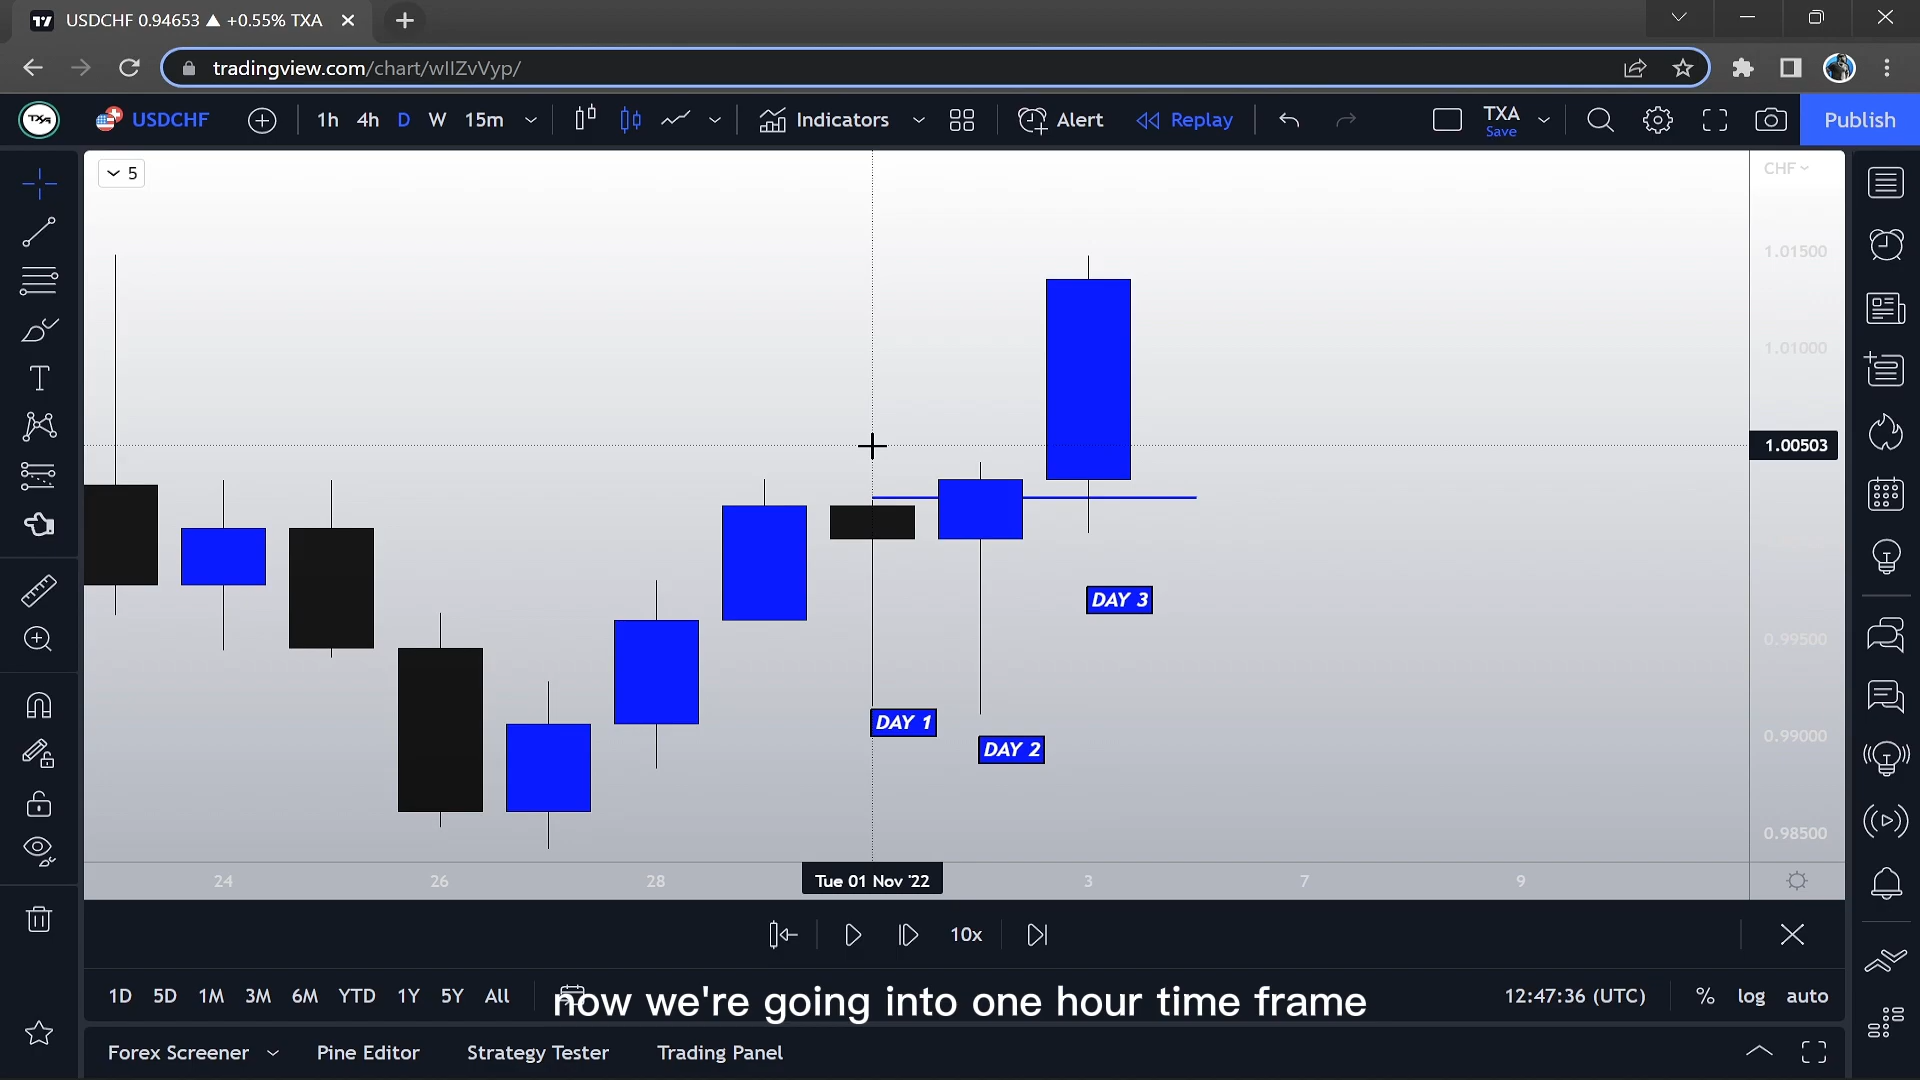 USDCHF 0.94653 ▲ +0.55% TXA
tradingview.com/chart/wIIZvVyp/
TXA
USDCHF
1h 4h D W 15m
Indicators
Alert
Replay
TXA
Save
Publish
5
CHF
1.01500
1.01000
1.00503
0.99500
0.99000
0.98500
DAY 3
DAY 1
DAY 2
24 26 28 Tue 01 Nov '22 3 7 9
10x
1D 5D 1M 3M 6M YTD 1Y 5Y All
now we're going into one hour time frame
12:47:36 (UTC) % log auto
Forex Screener Pine Editor Strategy Tester Trading Panel